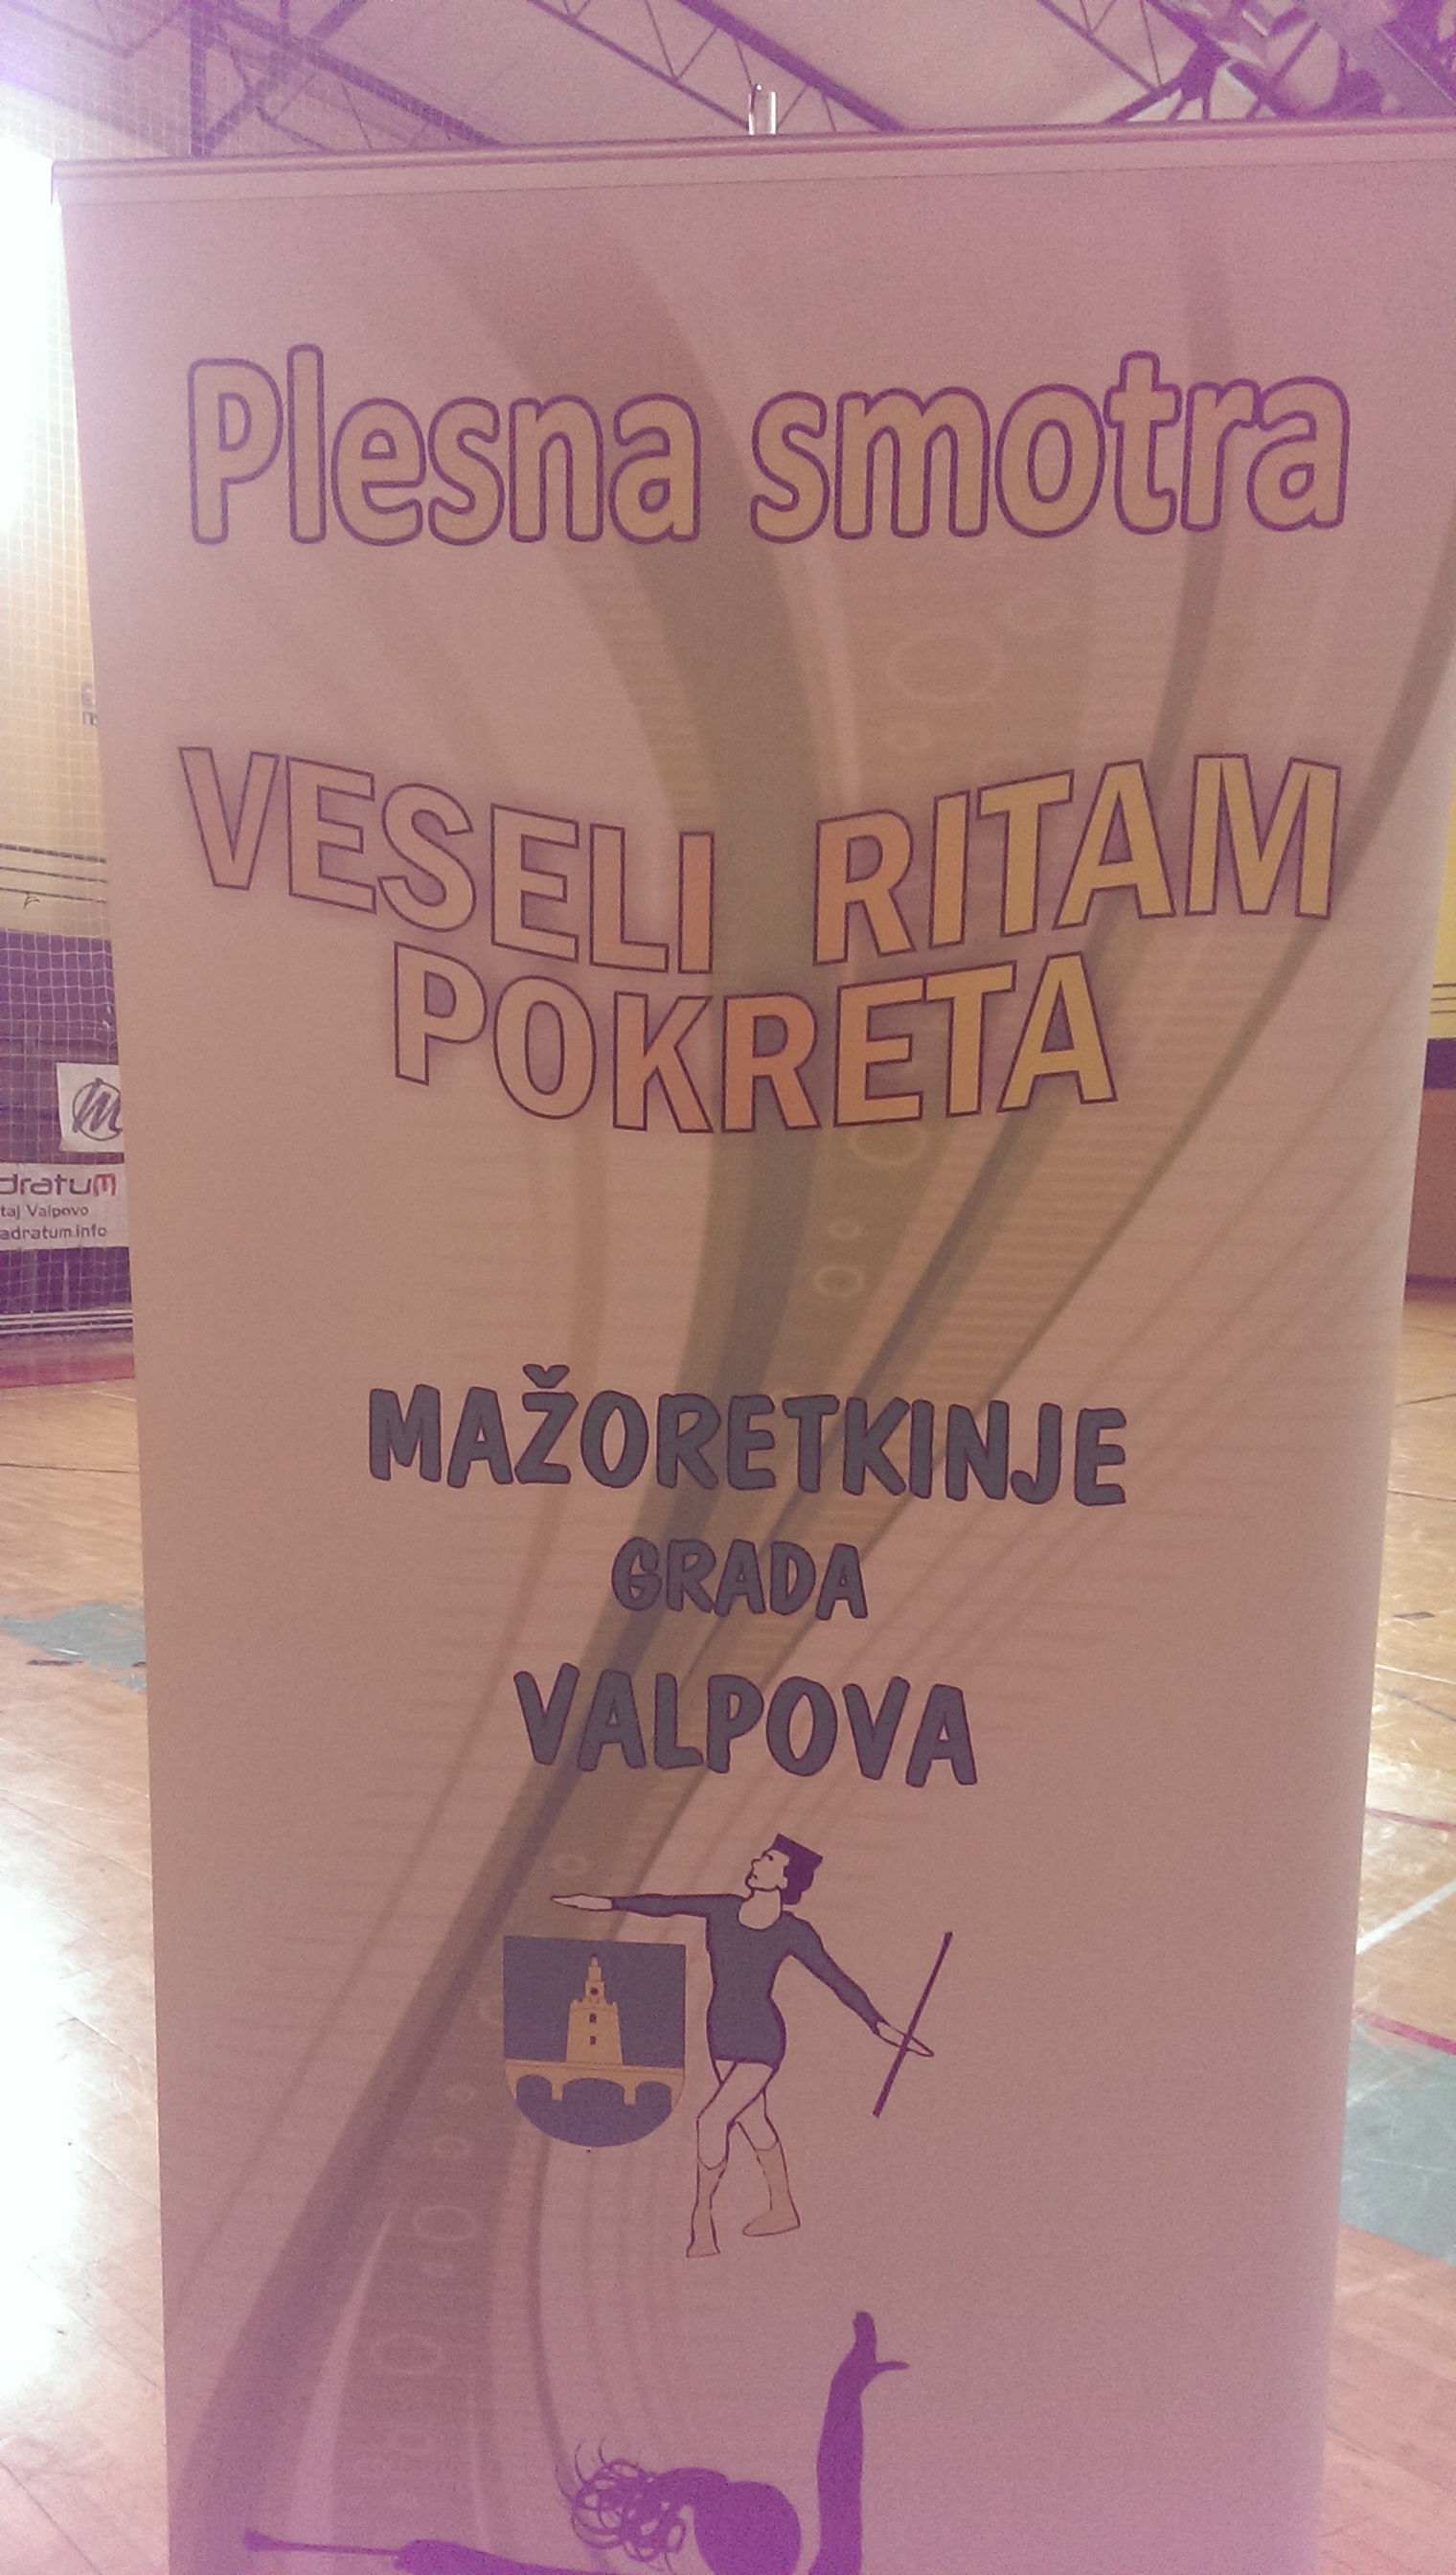 Plesna smotra
VESELI RITAM
POKRETA
MAŽORETKINJE
GRADA
VALPOVA
dratuM
taj Valpovo
adratum.info